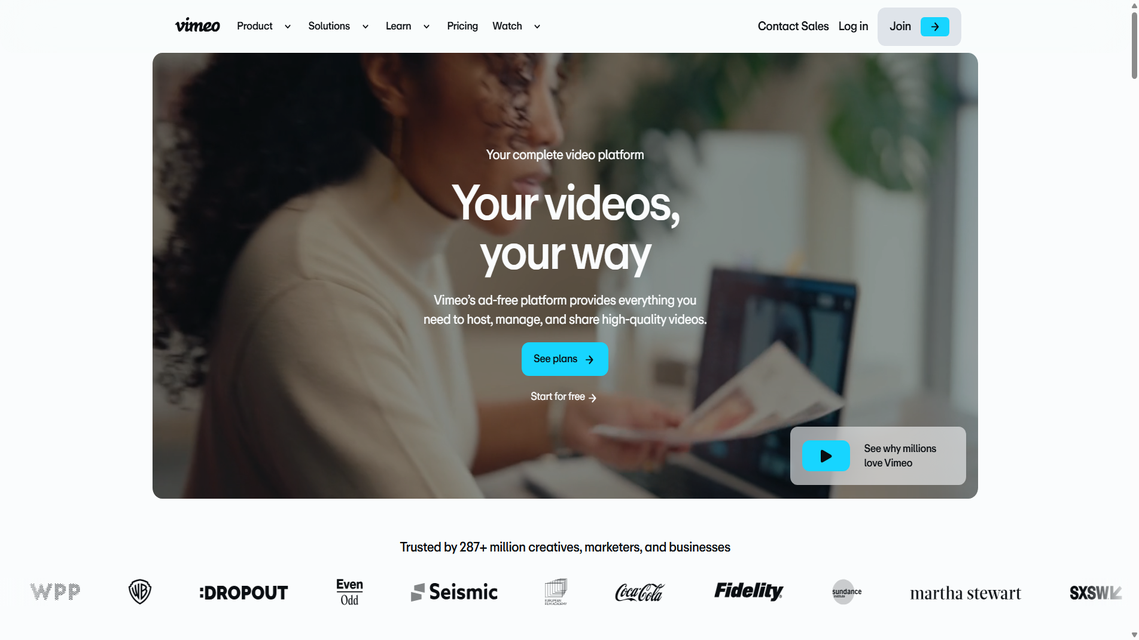 vimeo Product Solutions Learn Pricing Watch Contact Sales Log in Join
Your complete video platform
Your videos,
your way
Vimeo's ad-free platform provides everything you
need to host, manage, and share high-quality videos.
See plans
Start for free
See why millions
love Vimeo
Trusted by 287+ million creatives, marketers, and businesses
WPP
WB
:DROPOUT
Even
Odd
Seismic
Coca-Cola
Fidelity
sundance
institute
martha stewart
SXSW